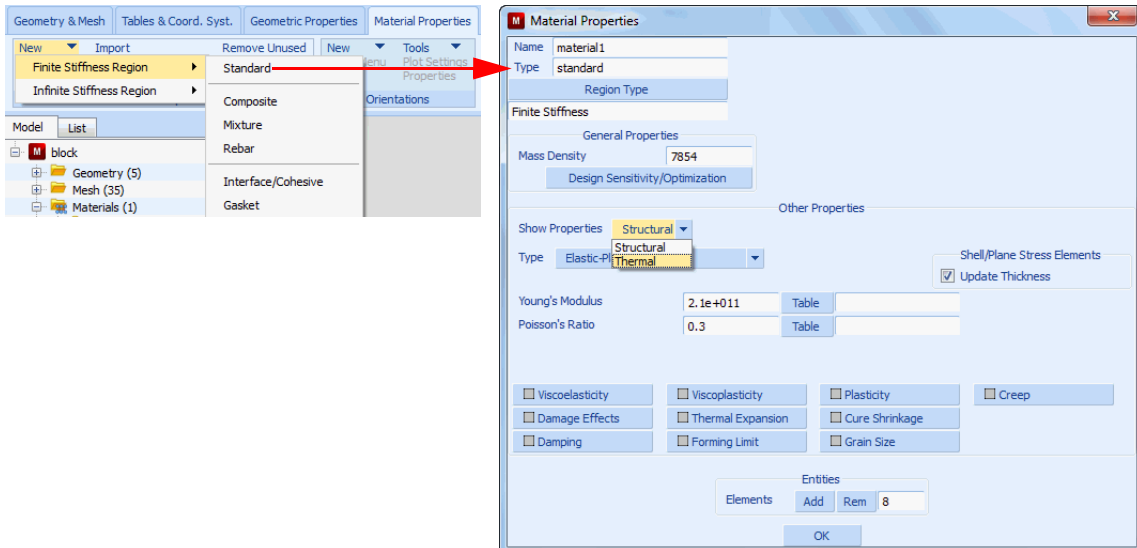 Geometry & Mesh Tables & Coord. Syst. Geometric Properties Material Properties
New Import Remove Unused New Tools
Finite Stiffness Region
Infinite Stiffness Region
Standard
Composite
Mixture
Rebar
Interface/Cohesive
Gasket
enu Plot Settings
Properties
Orientations
Model List
M block
Geometry (5)
Mesh (35)
Materials (1)
M Material Properties
Name material1
Type standard
Region Type
Finite Stiffness
General Properties
Mass Density 7854
Design Sensitivity/Optimization
Other Properties
Show Properties Structural
Structural
Thermal
Type Elastic-Pl
Shell/Plane Stress Elements
Update Thickness
Young's Modulus 2.1e+011 Table
Poisson's Ratio 0.3 Table
Viscoelasticity Viscoplasticity Plasticity Creep
Damage Effects Thermal Expansion Cure Shrinkage
Damping Forming Limit Grain Size
Entities
Elements Add Rem 8
OK